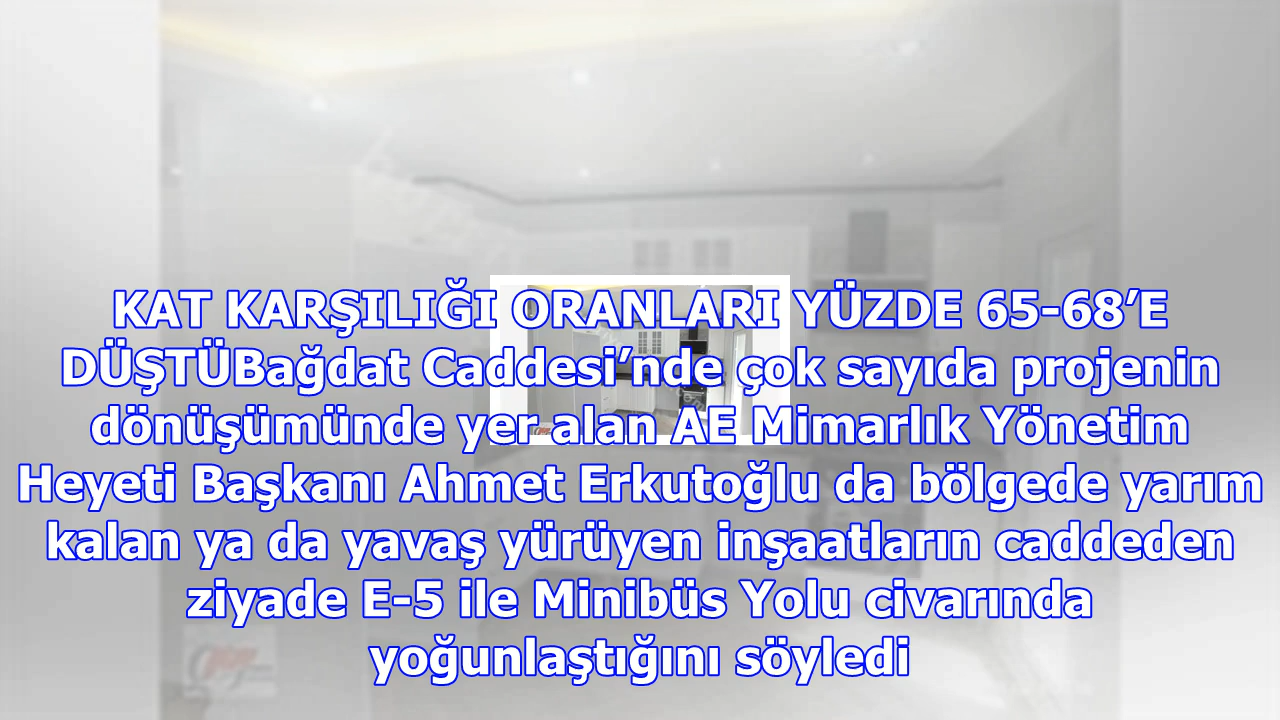 KAT KARŞILIĞI ORANLARI YÜZDE 65-68’E
DÜŞTÜBağdat Caddesi’nde çok sayıda projenin
dönüşümünde yer alan AE Mimarlık Yönetim
Heyeti Başkanı Ahmet Erkutoğlu da bölgede yarım
kalan ya da yavaş yürüyen inşaatların caddeden
ziyade E-5 ile Minibüs Yolu civarında
yoğunlaştığını söyledi